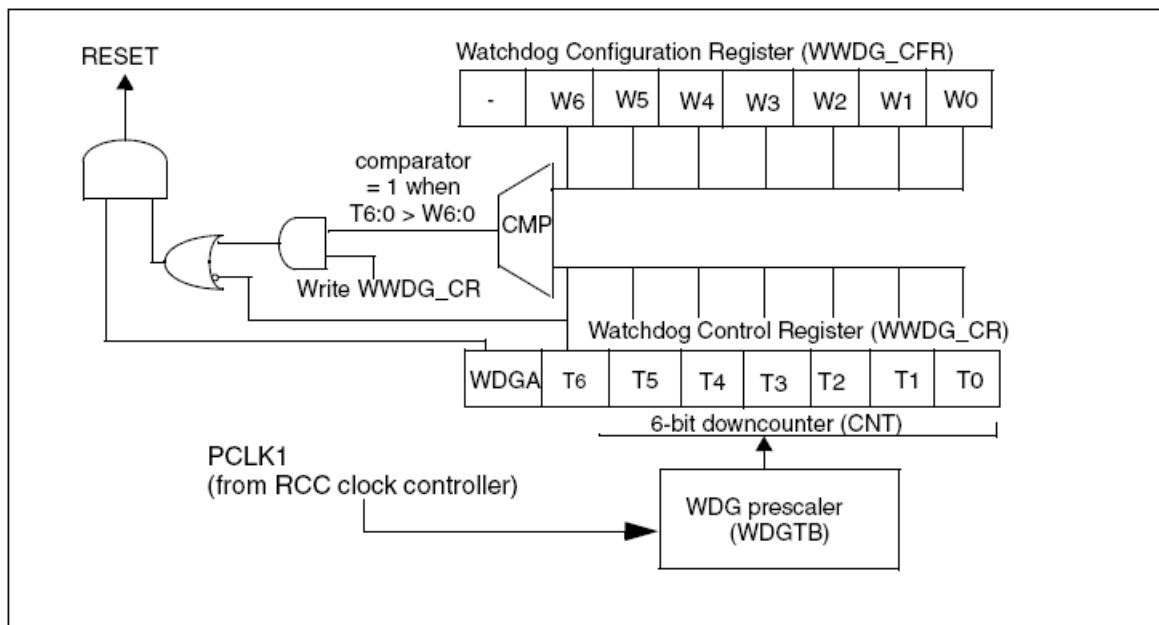 RESET
Watchdog Configuration Register (WWDG_CFR)
- W6 W5 W4 W3 W2 W1 W0
comparator
= 1 when
T6:0 > W6:0
CMP
Write WWDG_CR
Watchdog Control Register (WWDG_CR)
WDGA T6 T5 T4 T3 T2 T1 T0
6-bit downcounter (CNT)
PCLK1
(from RCC clock controller)
WDG prescaler
(WDGTB)